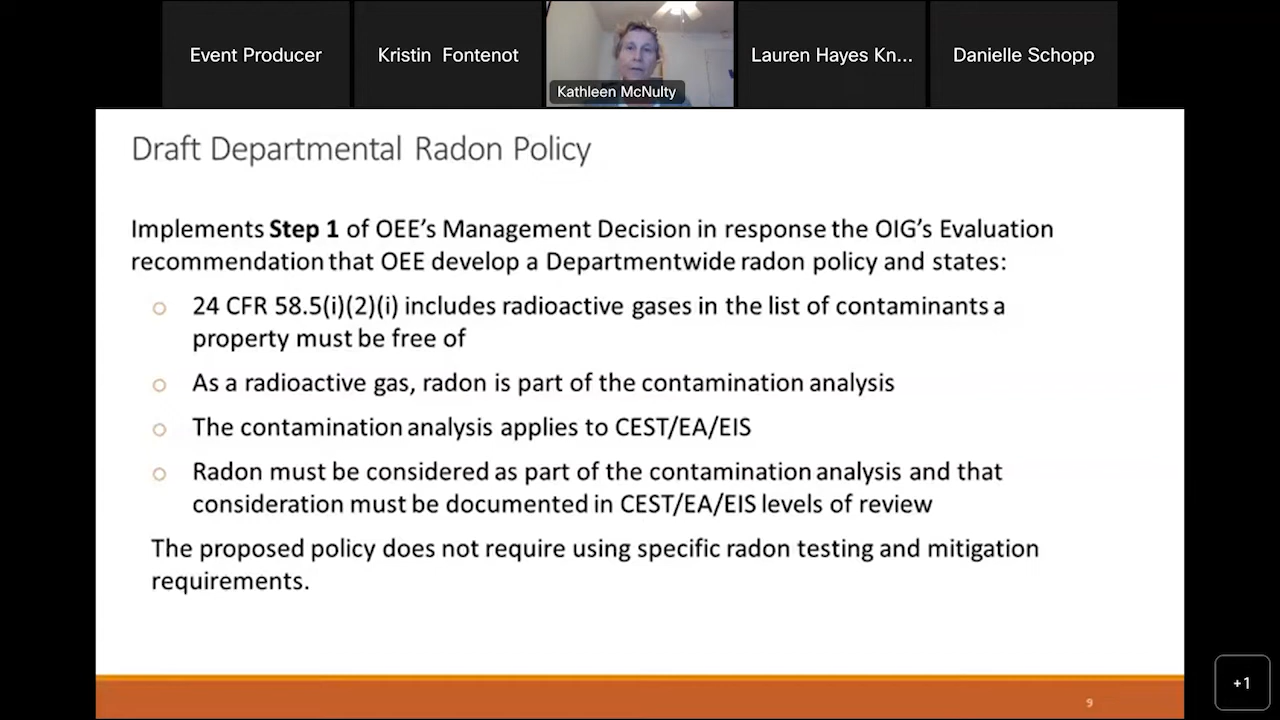 Event Producer
Kristin Fontenot
Kathleen McNulty
Lauren Hayes Kn...
Danielle Schopp
Draft Departmental Radon Policy
Implements Step 1 of OEE’s Management Decision in response the OIG’s Evaluation
recommendation that OEE develop a Departmentwide radon policy and states:
24 CFR 58.5(i)(2)(i) includes radioactive gases in the list of contaminants a
property must be free of
As a radioactive gas, radon is part of the contamination analysis
The contamination analysis applies to CEST/EA/EIS
Radon must be considered as part of the contamination analysis and that
consideration must be documented in CEST/EA/EIS levels of review
The proposed policy does not require using specific radon testing and mitigation
requirements.
9
+1